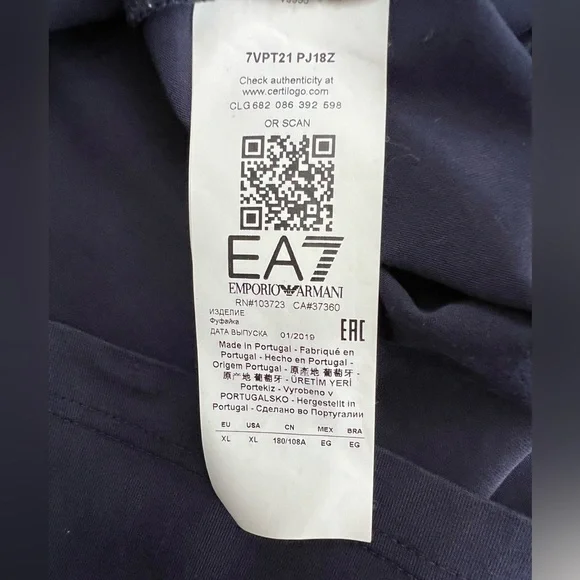 7VPT21 PJ18Z
Check authenticity at
www.certilogo.com
CLG 682 086 392 598
OR SCAN
EA7
EMPORIO ARMANI
RN#103723 CA#37360
ИЗДЕЛИЕ
Фуфайка
ДАТА ВЫПУСКА 01/2019 EAC
Made in Portugal - Fabriqué en
Portugal - Hecho en Portugal -
Origem Portugal - 原产地 葡萄牙 -
原産地 葡萄牙 - ÜRETİM YERİ
Portekiz - Vyrobeno v
PORTUGALSKO - Hergestellt in
Portugal - Сделано во Португалии
EU USA CN MEX BRA
XL XL 180/108A EG EG